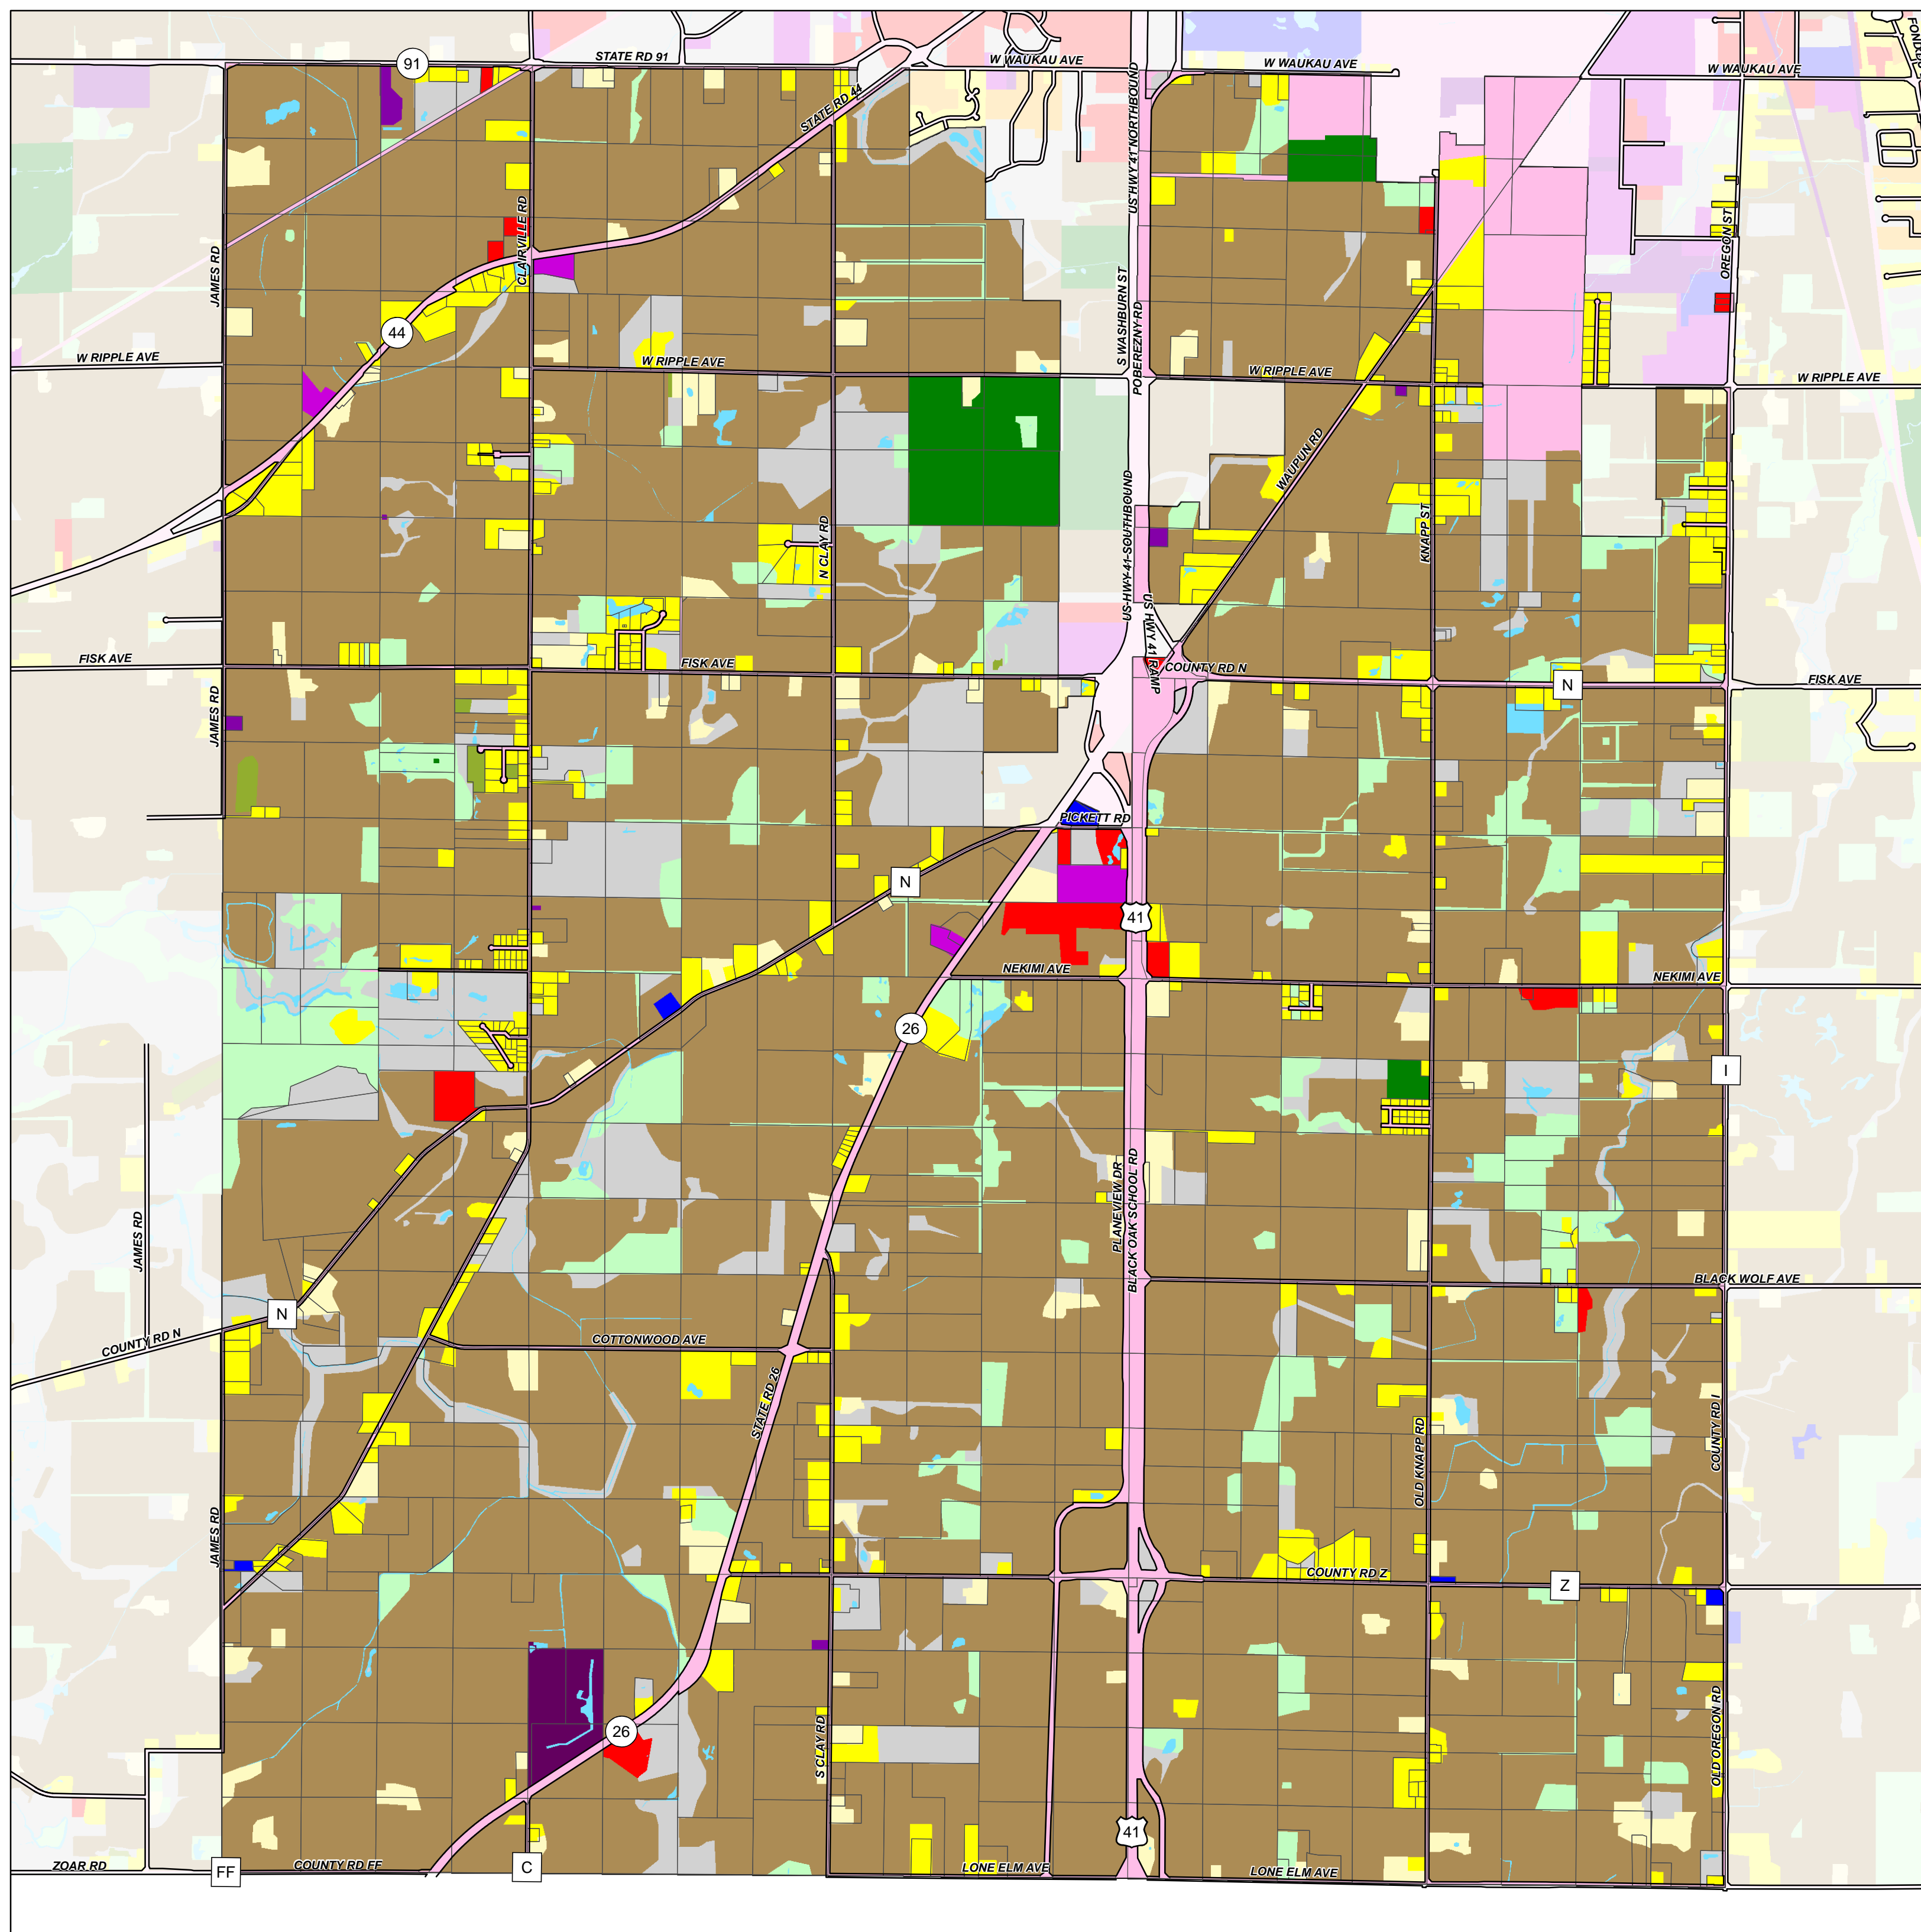 91
STATE RD 91
W WAUKAU AVE
W WAUKAU AVE
W WAUKAU AVE
STATE RD 44
US HWY 41 NORTHBOUND
CLAIRVILLE RD
JAMES RD
OREGON ST
S WASHBURN ST
POBEREZNY RD
44
W RIPPLE AVE
W RIPPLE AVE
W RIPPLE AVE
W RIPPLE AVE
WAUPUN RD
N CLAY RD
US HWY 41 SOUTHBOUND
KNAPP ST
US HWY 41 RAMP
FISK AVE
FISK AVE
COUNTY RD N
N
FISK AVE
JAMES RD
PICKETT RD
N
41
NEKIMI AVE
NEKIMI AVE
26
I
JAMES RD
PLANEVIEW DR
BLACK OAK SCHOOL RD
BLACK WOLF AVE
N
COUNTY RD N
COTTONWOOD AVE
STATE RD 26
OLD KNAPP RD
COUNTY RD I
JAMES RD
COUNTY RD Z
Z
26
S CLAY RD
OLD OREGON RD
41
ZOAR RD
FF
COUNTY RD FF
C
LONE ELM AVE
LONE ELM AVE